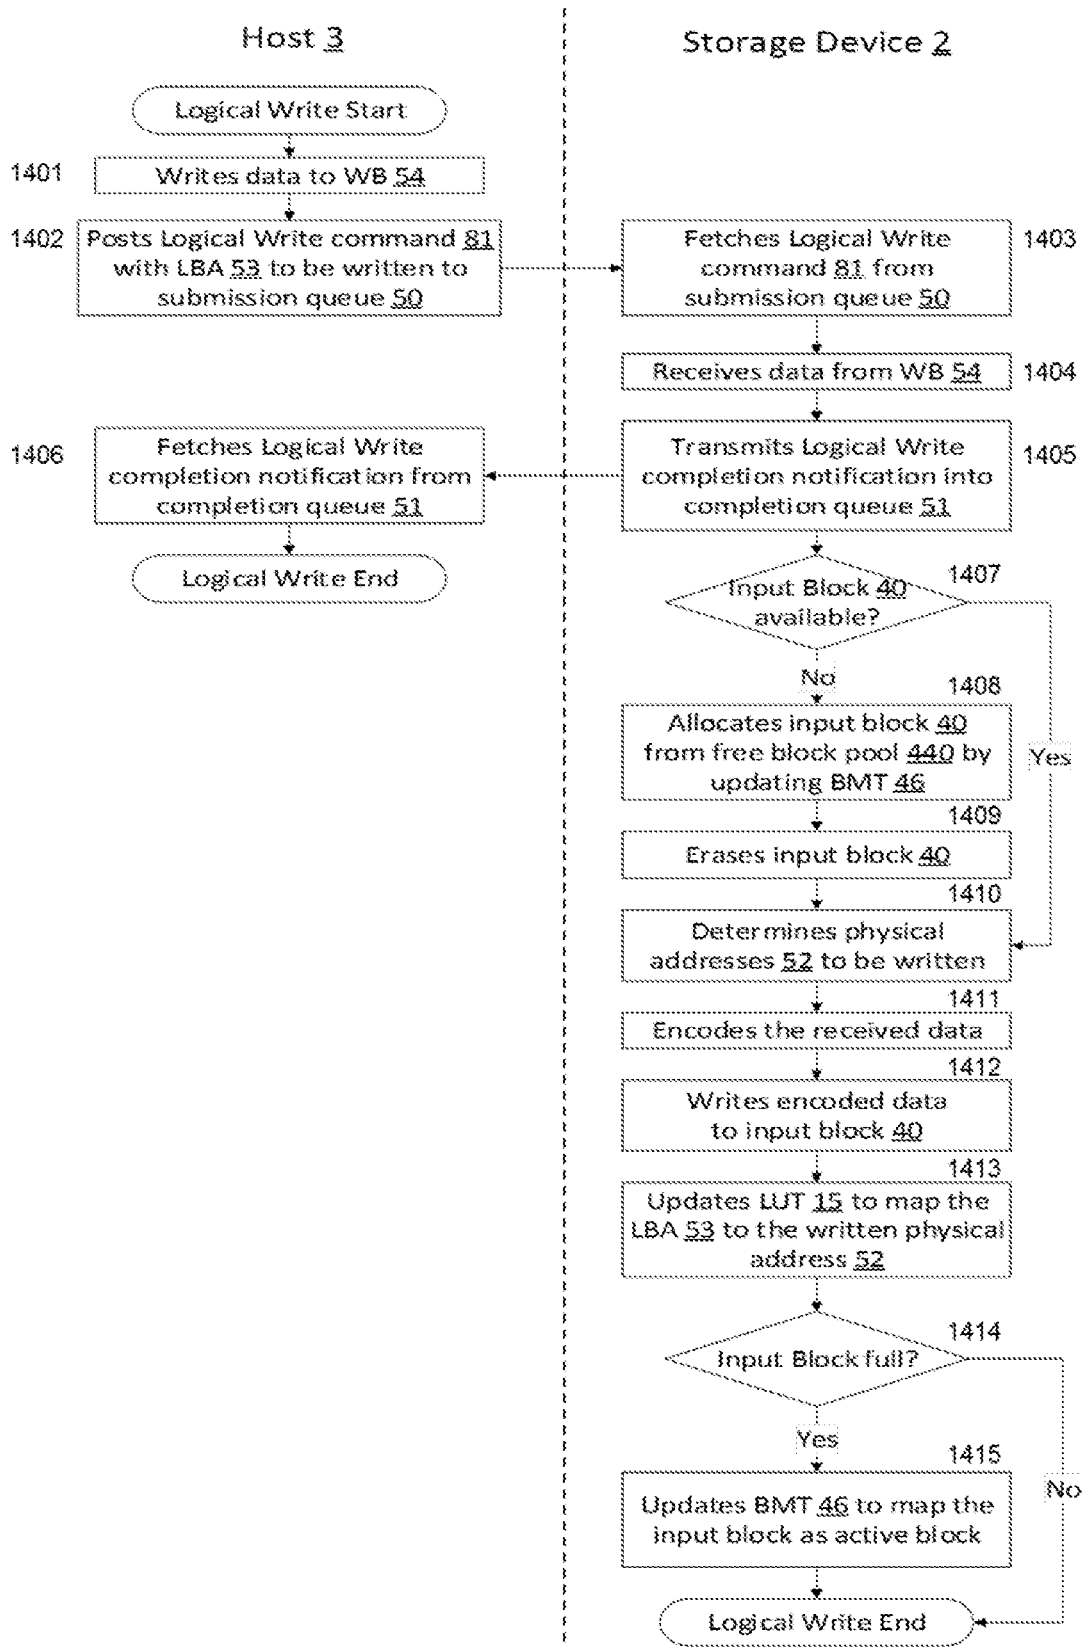 Host 3
Storage Device 2
Logical Write Start
1401
Writes data to WB 54
1402
Posts Logical Write command 81
with LBA 53 to be written to
submission queue 50
Fetches Logical Write
command 81 from
submission queue 50
1403
Receives data from WB 54
1404
1406
Fetches Logical Write
completion notification from
completion queue 51
Transmits Logical Write
completion notification into
completion queue 51
1405
Logical Write End
1407
Input Block 40
available?
No
Yes
1408
Allocates input block 40
from free block pool 440 by
updating BMT 46
1409
Erases input block 40
1410
Determines physical
addresses 52 to be written
1411
Encodes the received data
1412
Writes encoded data
to input block 40
1413
Updates LUT 15 to map the
LBA 53 to the written physical
address 52
1414
Input Block full?
Yes
No
1415
Updates BMT 46 to map the
input block as active block
Logical Write End